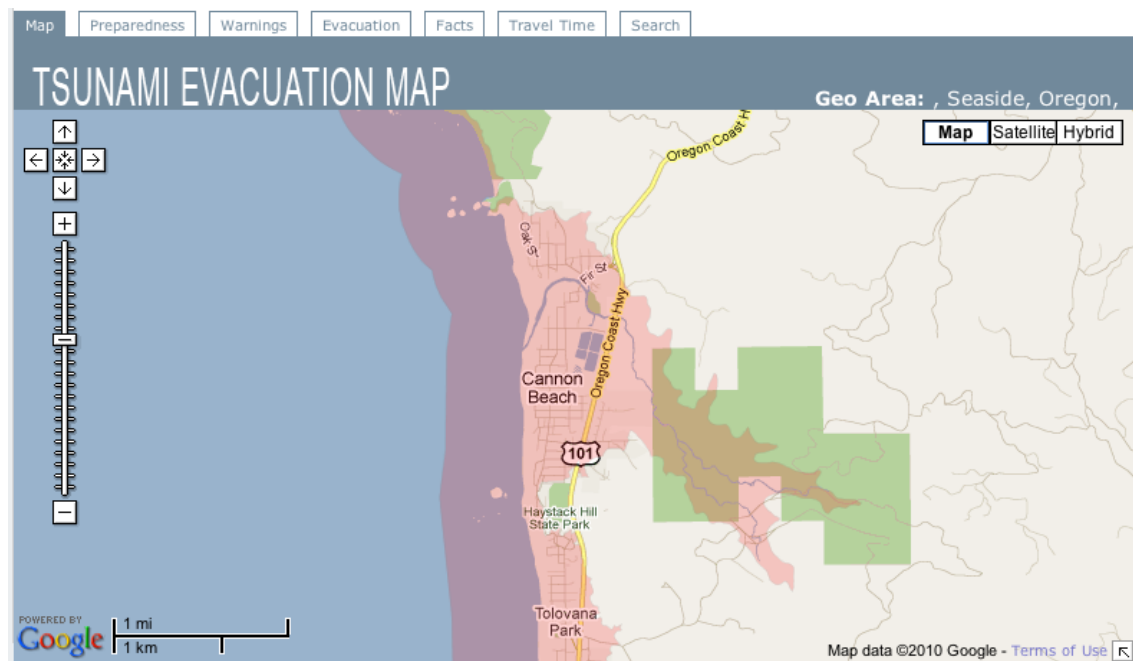 Map Preparedness Warnings Evacuation Facts Travel Time Search
TSUNAMI EVACUATION MAP
Geo Area: , Seaside, Oregon,
Map Satellite Hybrid
Oregon Coast H
Oak St
Fir St
Oregon Coast Hwy
Cannon
Beach
101
Haystack Hill
State Park
Tolovana
Park
POWERED BY
Google
1 mi
1 km
Map data ©2010 Google - Terms of Use